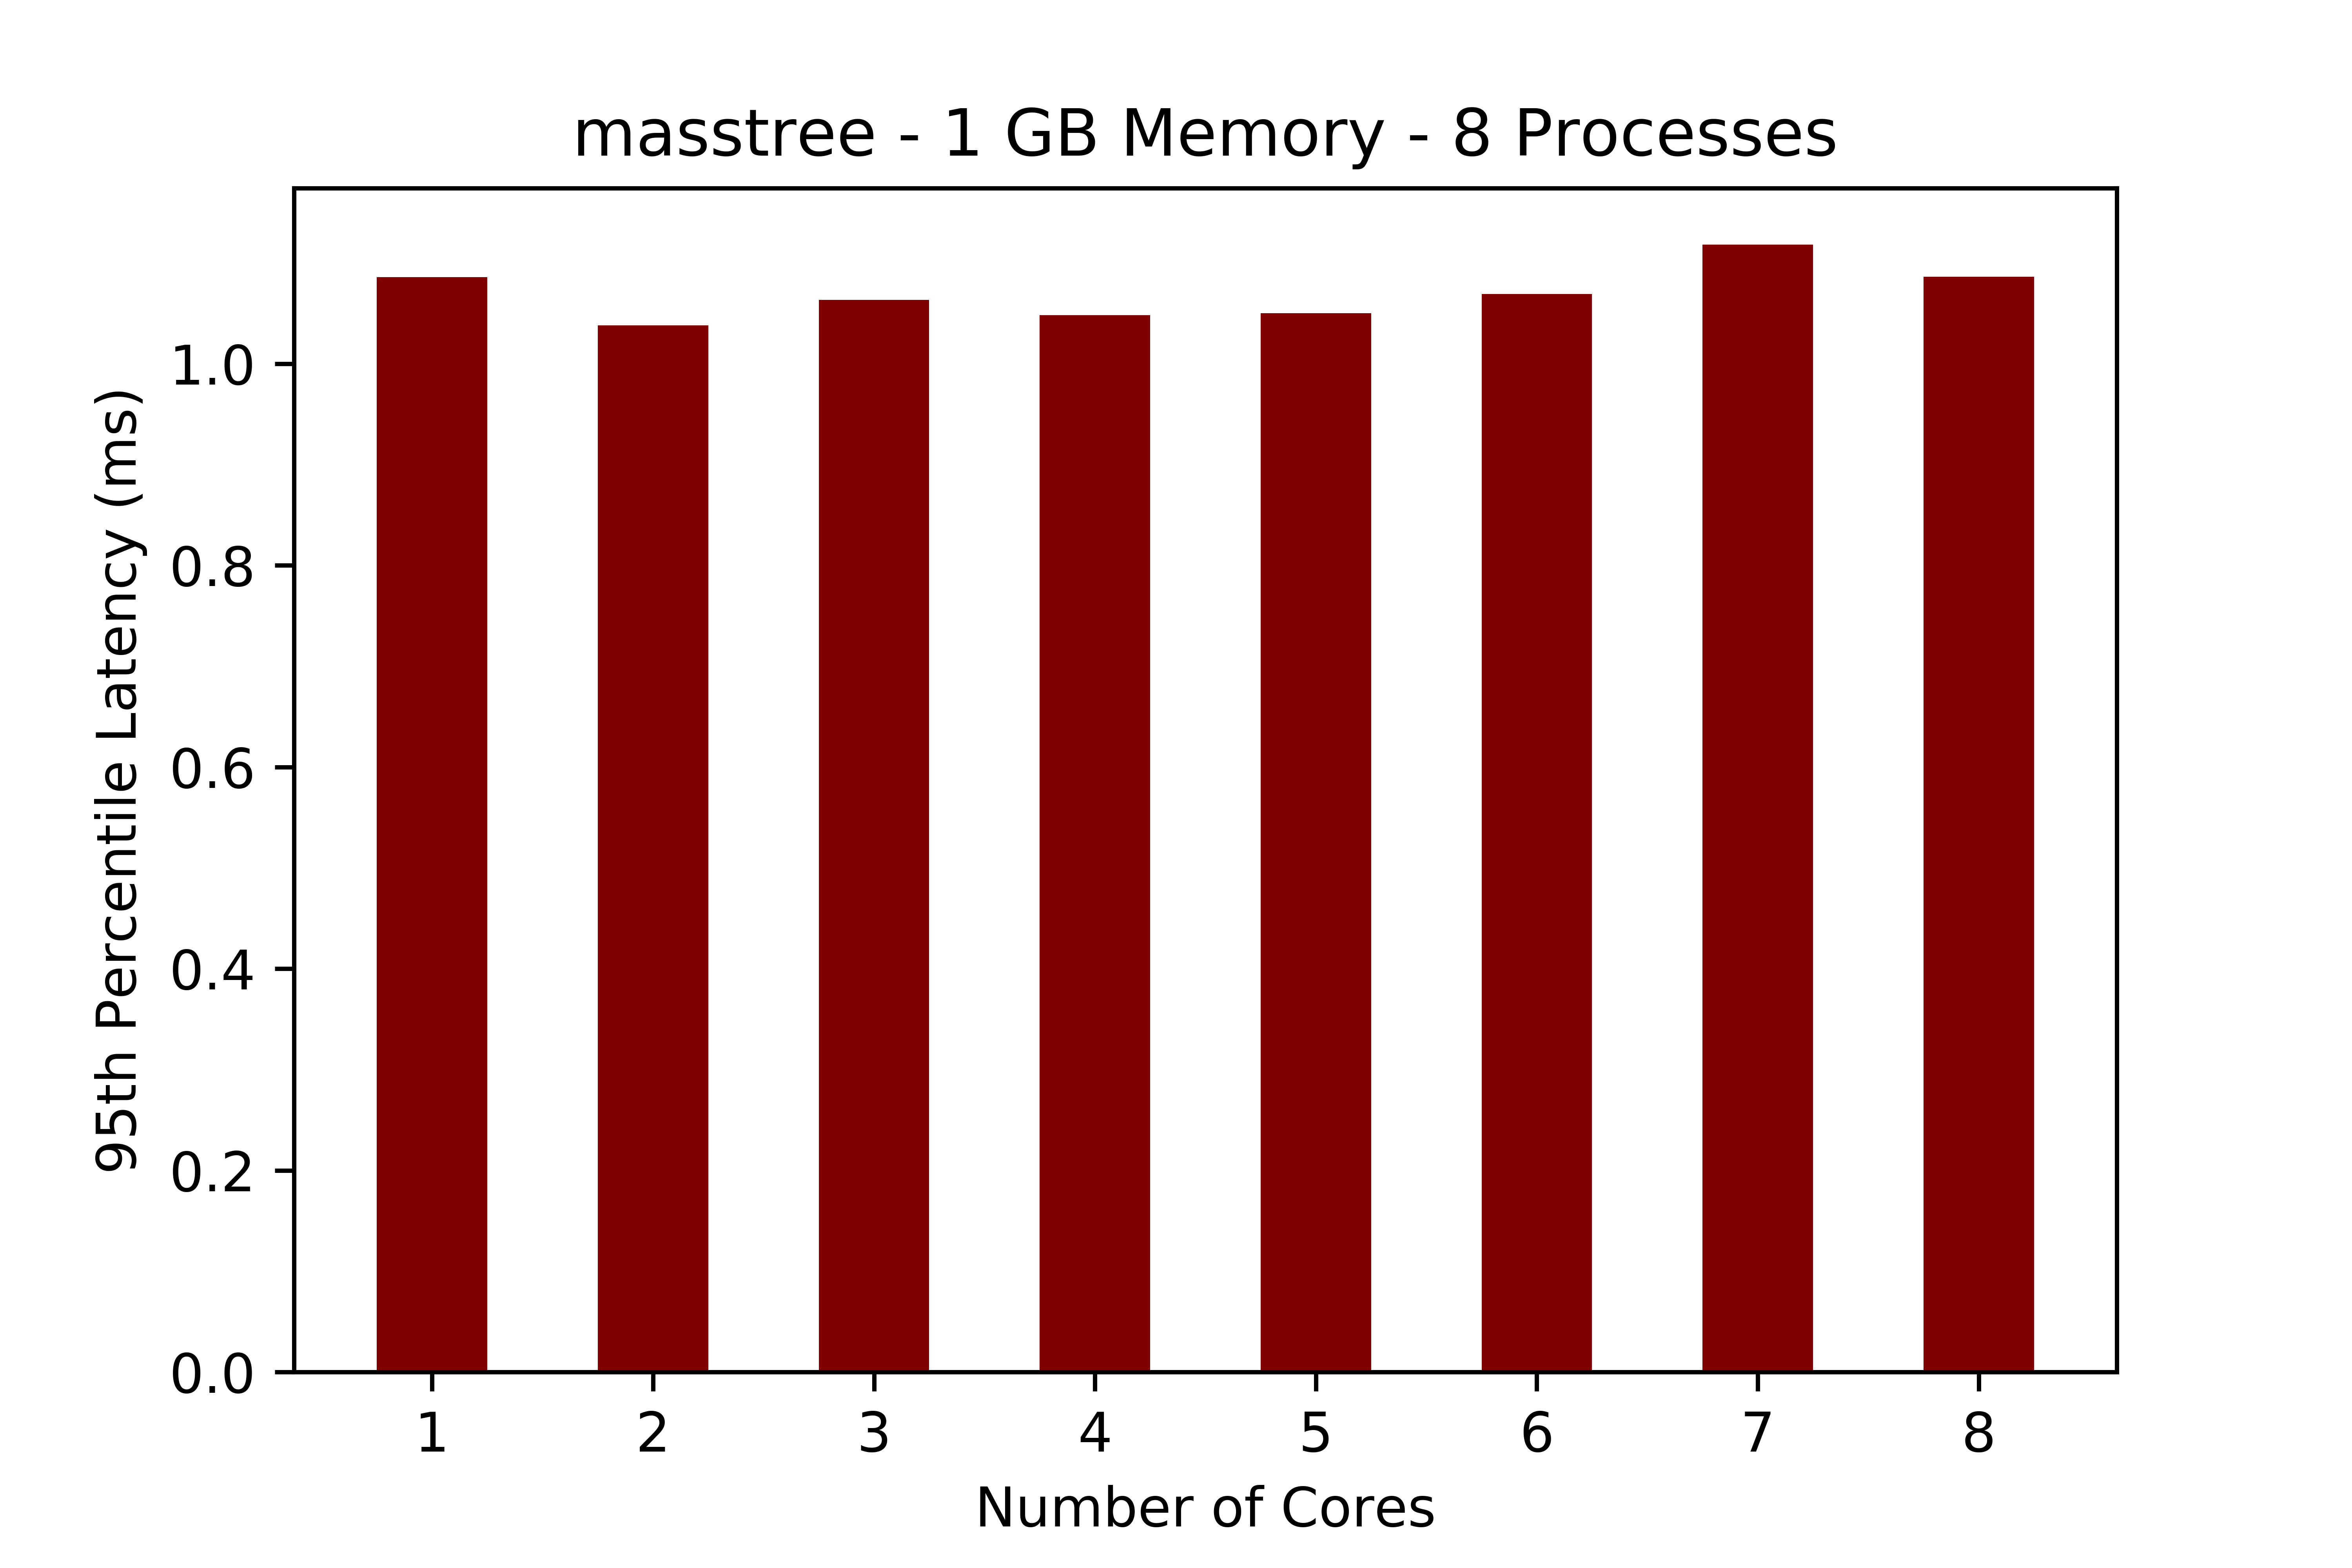 masstree - 1 GB Memory - 8 Processes
95th Percentile Latency (ms)
1.0
0.8
0.6
0.4
0.2
0.0
1 2 3 4 5 6 7 8
Number of Cores